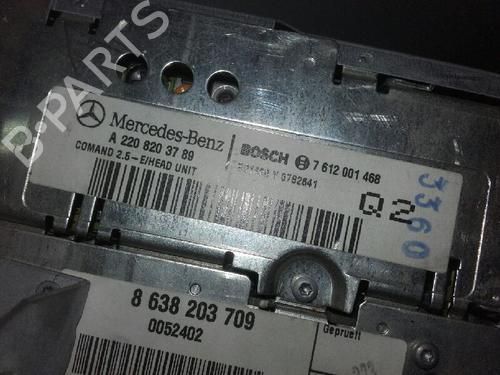 B-PARTS
Mercedes-Benz
A 220 820 37 89
COMAND 2.5-E/HEAD UNIT
BOSCH 7 612 001 468
Q2
3360
8 638 203 709
0052402
Geprueft